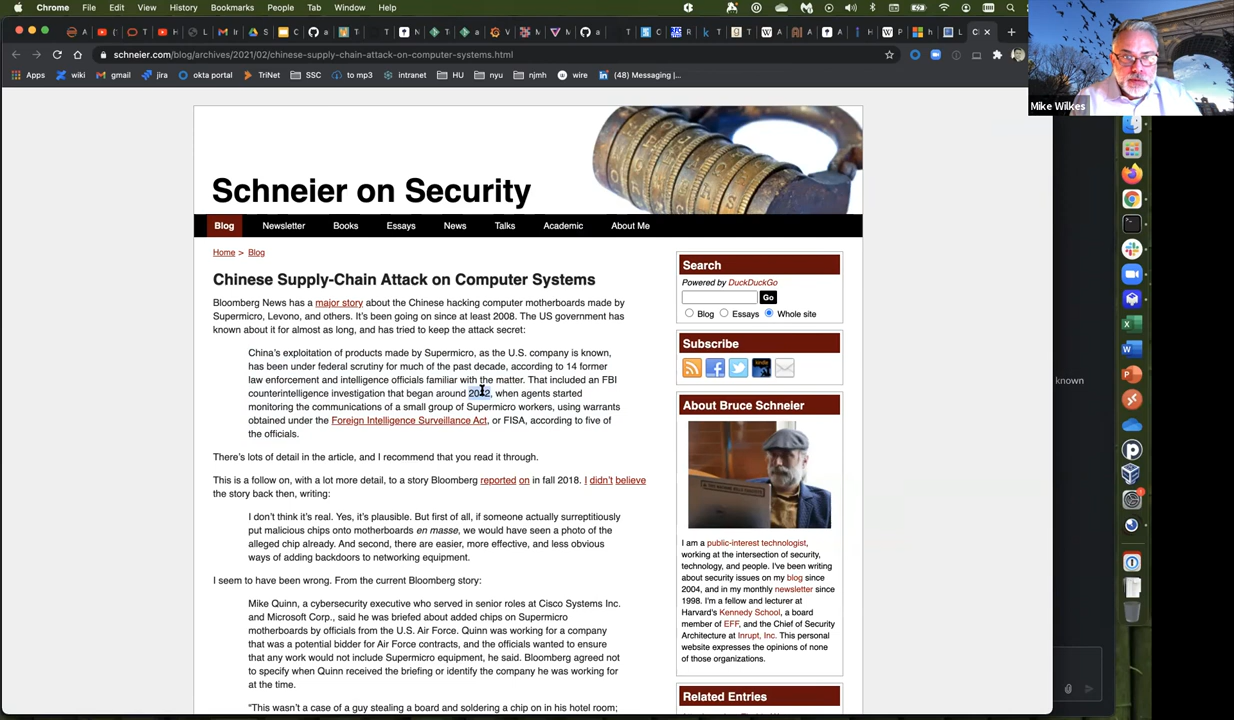 Chrome File Edit View History Bookmarks People Tab Window Help
schneier.com/blog/archives/2021/02/chinese-supply-chain-attack-on-computer-systems.html
Apps wiki gmail jira okta portal TriNet SSC to mp3 intranet HU nyu njmh wire (48) Messaging |...
Mike Wilkes
Schneier on Security
Blog Newsletter Books Essays News Talks Academic About Me
Home > Blog
Chinese Supply-Chain Attack on Computer Systems
Bloomberg News has a major story about the Chinese hacking computer motherboards made by
Supermicro, Levono, and others. It's been going on since at least 2008. The US government has
known about it for almost as long, and has tried to keep the attack secret:
China's exploitation of products made by Supermicro, as the U.S. company is known,
has been under federal scrutiny for much of the past decade, according to 14 former
law enforcement and intelligence officials familiar with the matter. That included an FBI
counterintelligence investigation that began around 2012, when agents started
monitoring the communications of a small group of Supermicro workers, using warrants
obtained under the Foreign Intelligence Surveillance Act, or FISA, according to five of
the officials.
There's lots of detail in the article, and I recommend that you read it through.
This is a follow on, with a lot more detail, to a story Bloomberg reported on in fall 2018. I didn't believe
the story back then, writing:
I don't think it's real. Yes, it's plausible. But first of all, if someone actually surreptitiously
put malicious chips onto motherboards en masse, we would have seen a photo of the
alleged chip already. And second, there are easier, more effective, and less obvious
ways of adding backdoors to networking equipment.
I seem to have been wrong. From the current Bloomberg story:
Mike Quinn, a cybersecurity executive who served in senior roles at Cisco Systems Inc.
and Microsoft Corp., said he was briefed about added chips on Supermicro
motherboards by officials from the U.S. Air Force. Quinn was working for a company
that was a potential bidder for Air Force contracts, and the officials wanted to ensure
that any work would not include Supermicro equipment, he said. Bloomberg agreed not
to specify when Quinn received the briefing or identify the company he was working for
at the time.
"This wasn't a case of a guy stealing a board and soldering a chip on in his hotel room;
Search
Powered by DuckDuckGo
Go
Blog Essays Whole site
Subscribe
kindle
About Bruce Schneier
I am a public-interest technologist,
working at the intersection of security,
technology, and people. I've been writing
about security issues on my blog since
2004, and in my monthly newsletter since
1998. I'm a fellow and lecturer at
Harvard's Kennedy School, a board
member of EFF, and the Chief of Security
Architecture at Inrupt, Inc. This personal
website expresses the opinions of none
of those organizations.
Related Entries
known